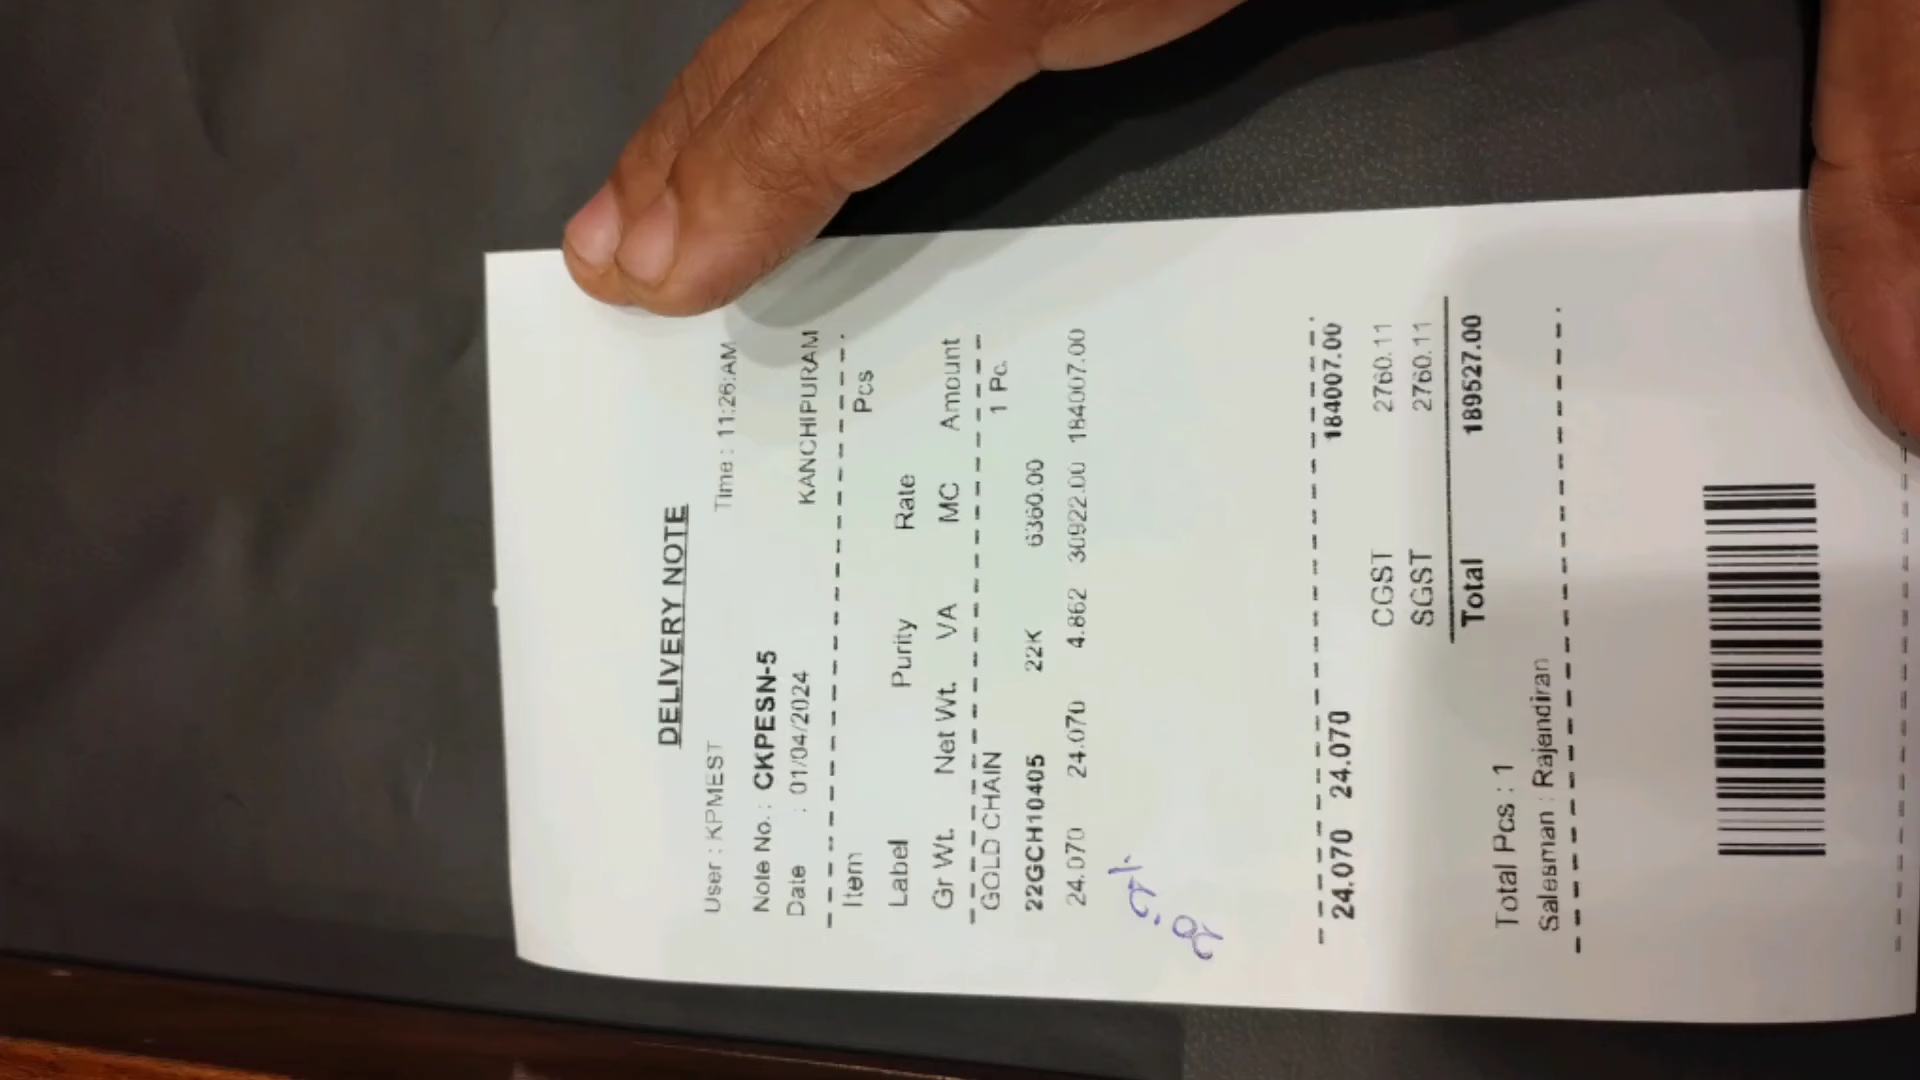 DELIVERY NOTE
User : KPMEST Time : 11:26:AM
Note No. : CKPESN-5
Date : 01/04/2024 KANCHIPURAM
Item Pcs
Label Purity Rate
Gr Wt. Net Wt. VA MC Amount
GOLD CHAIN 1 Pc.
22GCH10405 22K 6360.00
24.070 24.070 4.862 30922.00 184007.00
24.070 24.070 184007.00
CGST 2760.11
SGST 2760.11
Total 189527.00
Total Pcs : 1
Salesman : Rajandiran